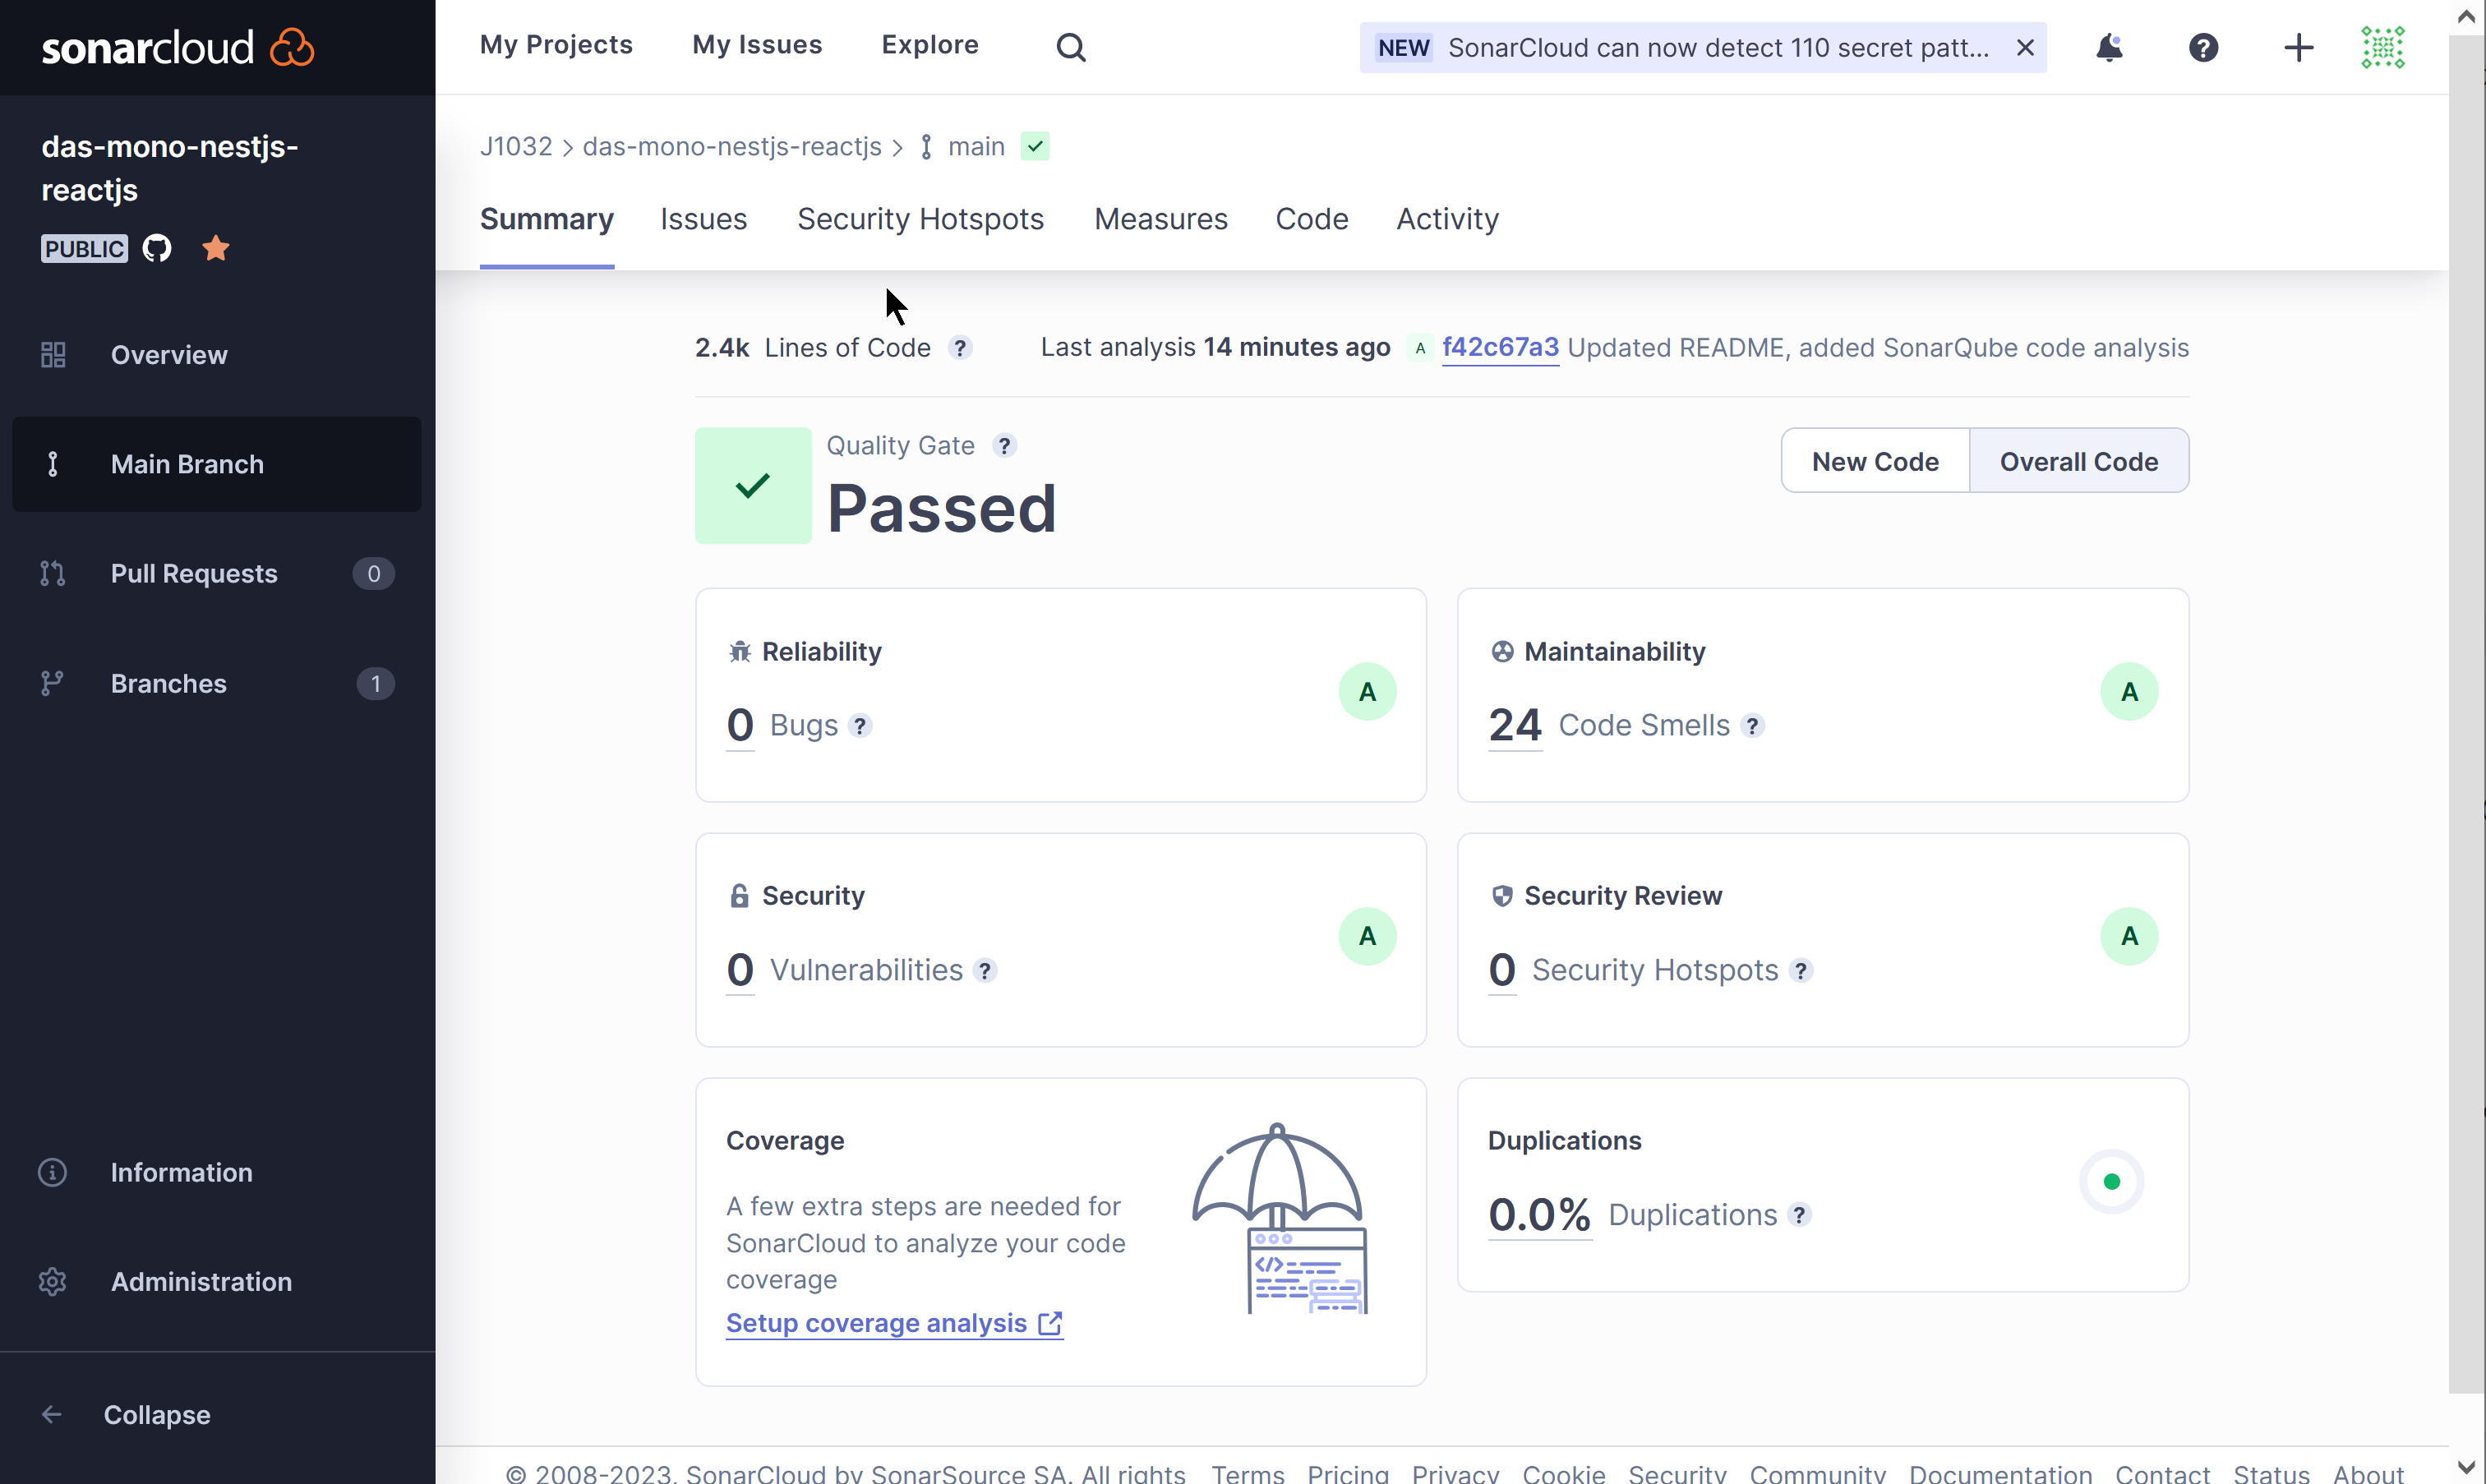 sonarcloud
My Projects My Issues Explore
NEW SonarCloud can now detect 110 secret patt...
das-mono-nestjs-
reactjs
PUBLIC
Overview
Main Branch
Pull Requests 0
Branches 1
Information
Administration
Collapse
J1032 > das-mono-nestjs-reactjs > main
Summary Issues Security Hotspots Measures Code Activity
2.4k Lines of Code ? Last analysis 14 minutes ago A f42c67a3 Updated README, added SonarQube code analysis
Quality Gate ?
Passed
New Code Overall Code
Reliability
0 Bugs ?
A
Maintainability
24 Code Smells ?
A
Security
0 Vulnerabilities ?
A
Security Review
0 Security Hotspots ?
A
Coverage
A few extra steps are needed for
SonarCloud to analyze your code
coverage
Setup coverage analysis
</>
Duplications
0.0% Duplications ?
© 2008-2023, SonarCloud by SonarSource SA. All rights Terms Pricing Privacy Cookie Security Community Documentation Contact Status About